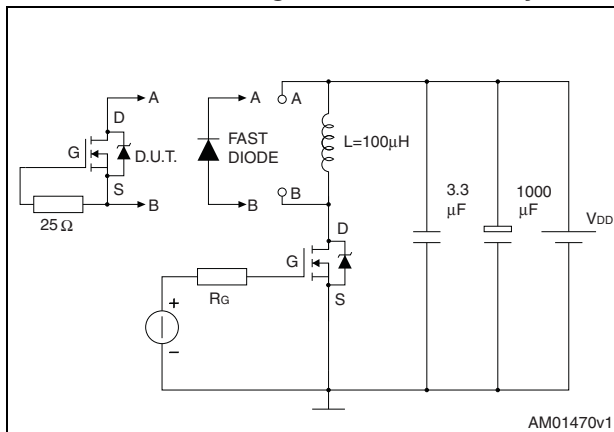 A
D
G
D.U.T.
S
B
25 Ω
A
FAST
DIODE
B
A
L=100μH
B
D
G
S
RG
+
–
3.3
μF
1000
μF
VDD
AM01470v1